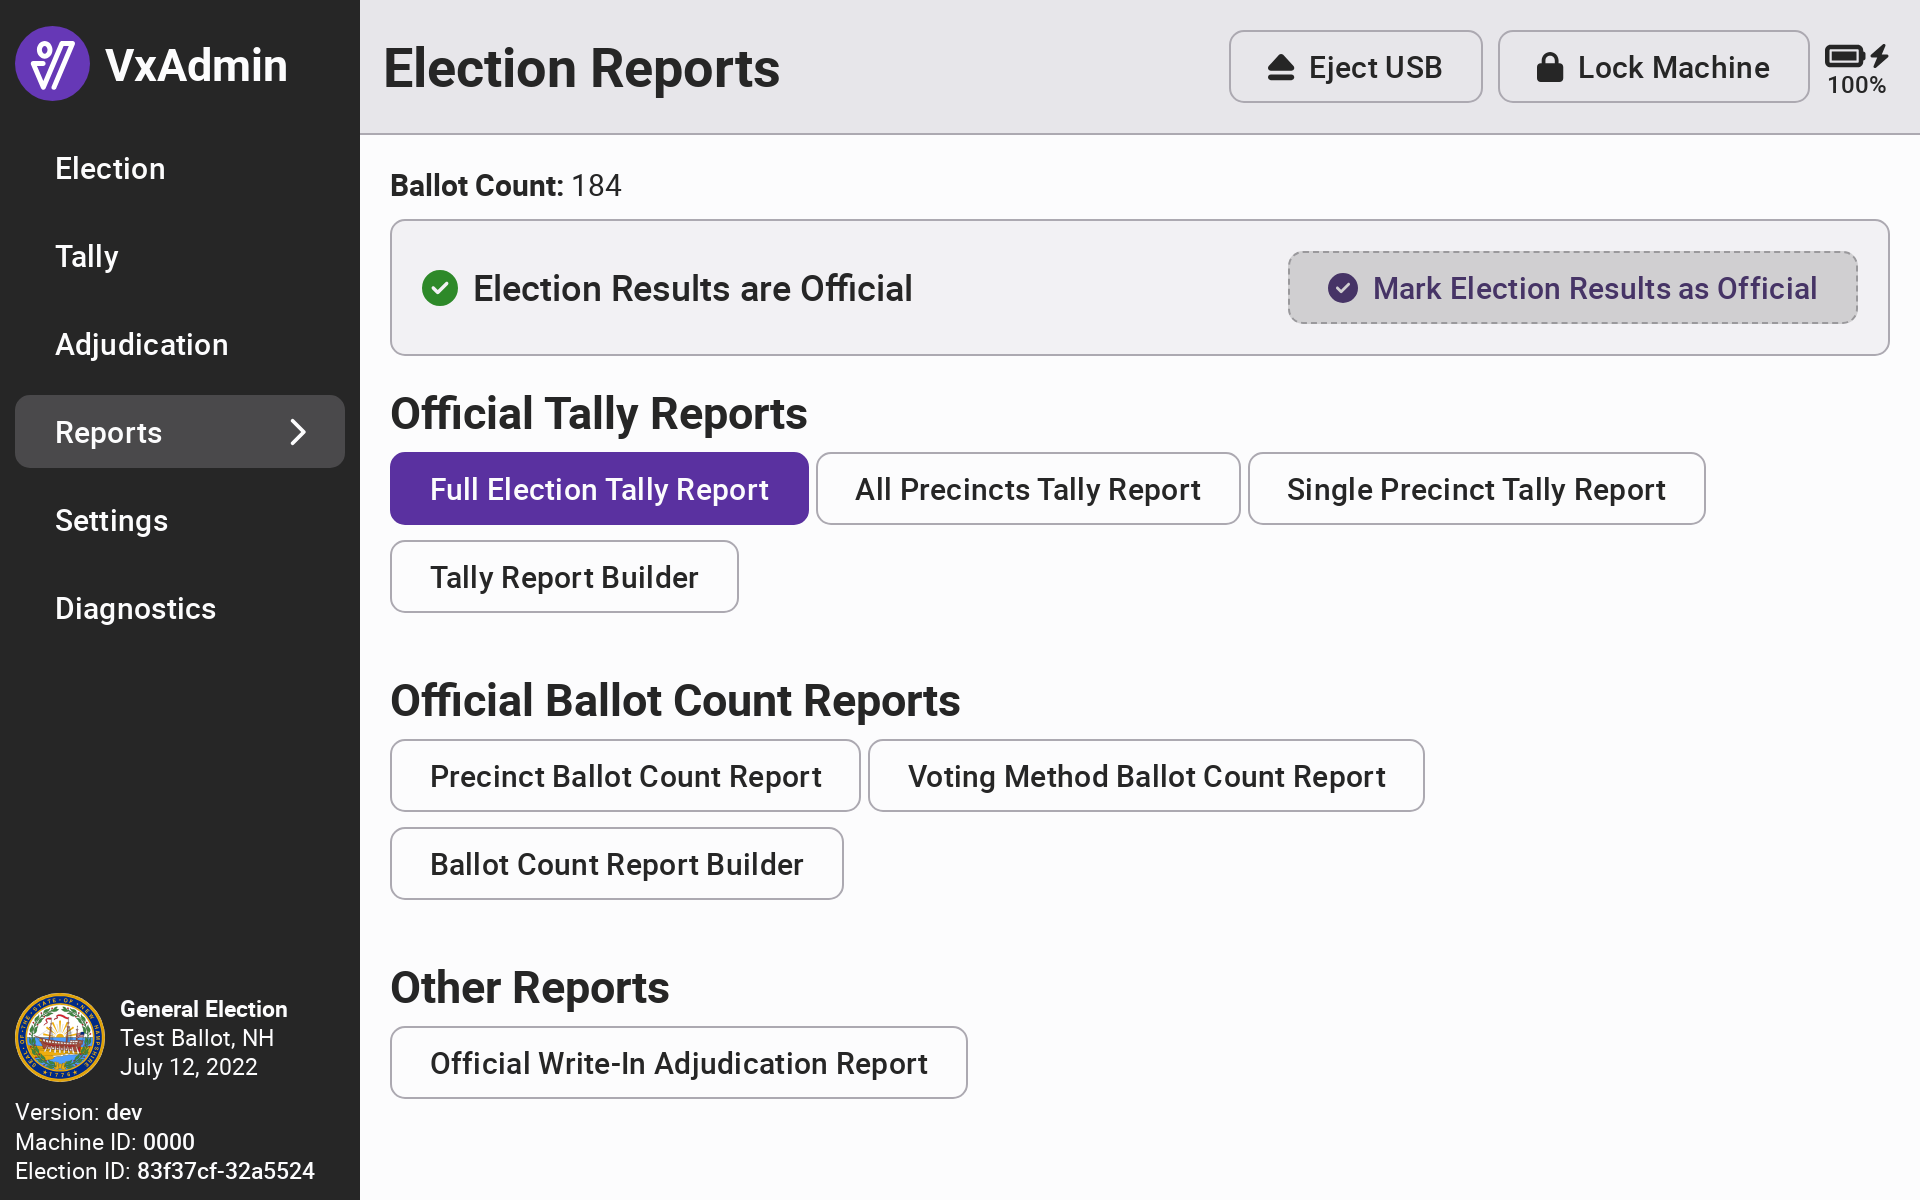 VxAdmin
Election
Tally
Adjudication
Reports
Settings
Diagnostics
General Election
Test Ballot, NH
July 12, 2022
Version: dev
Machine ID: 0000
Election ID: 83f37cf-32a5524
Election Reports
Eject USB
Lock Machine
100%
Ballot Count: 184
Election Results are Official
Mark Election Results as Official
Official Tally Reports
Full Election Tally Report
All Precincts Tally Report
Single Precinct Tally Report
Tally Report Builder
Official Ballot Count Reports
Precinct Ballot Count Report
Voting Method Ballot Count Report
Ballot Count Report Builder
Other Reports
Official Write-In Adjudication Report